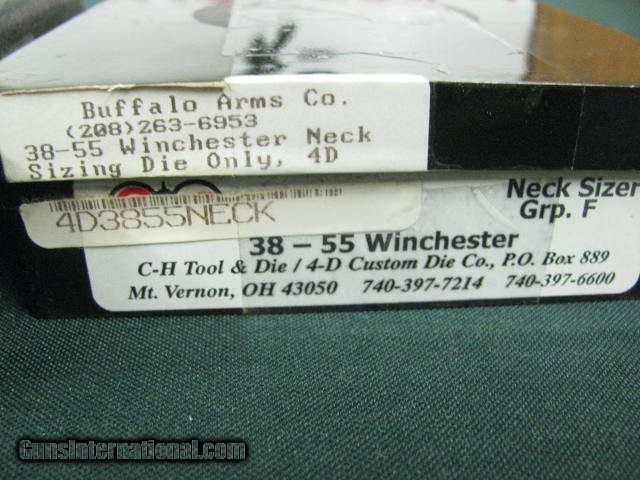 Buffalo Arms Co.
(208)263-6953
38-55 Winchester Neck
Sizing Die Only, 4D
4D3855NECK
Neck Sizer
Grp. F
38 – 55 Winchester
C-H Tool & Die / 4-D Custom Die Co., P.O. Box 889
Mt. Vernon, OH 43050 740-397-7214 740-397-6600
GunsInternational.com